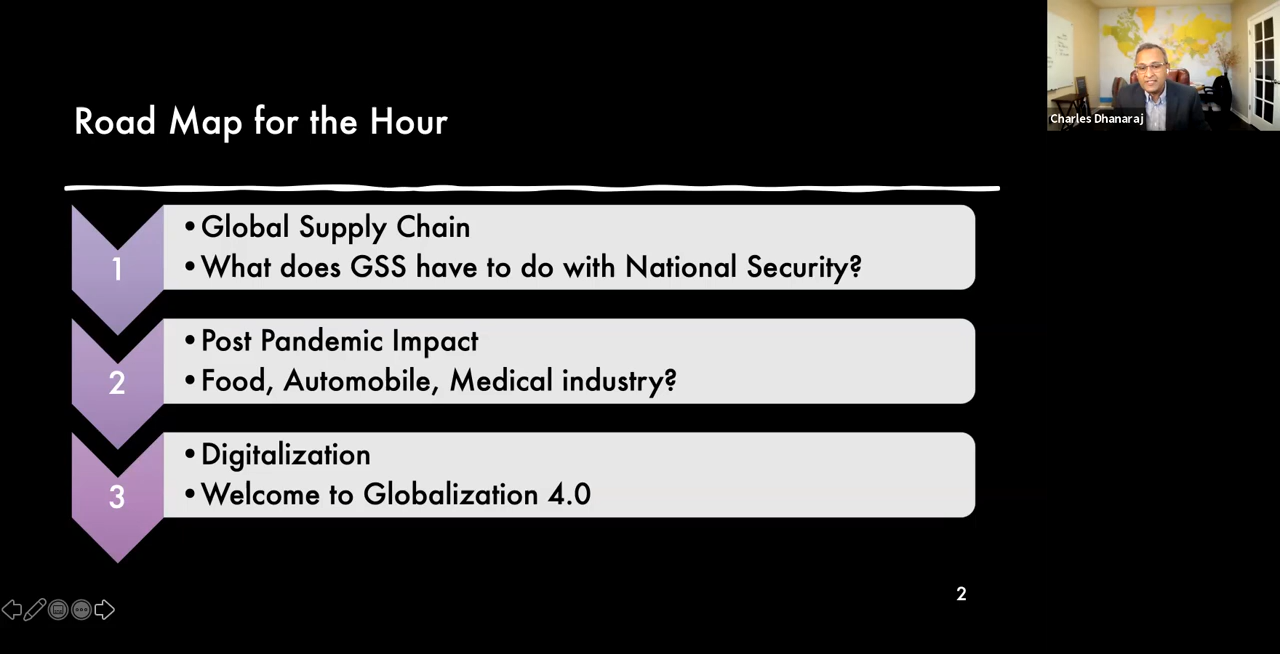 Road Map for the Hour
1
• Global Supply Chain
• What does GSS have to do with National Security?
2
• Post Pandemic Impact
• Food, Automobile, Medical industry?
3
• Digitalization
• Welcome to Globalization 4.0
2
Charles Dhanaraj